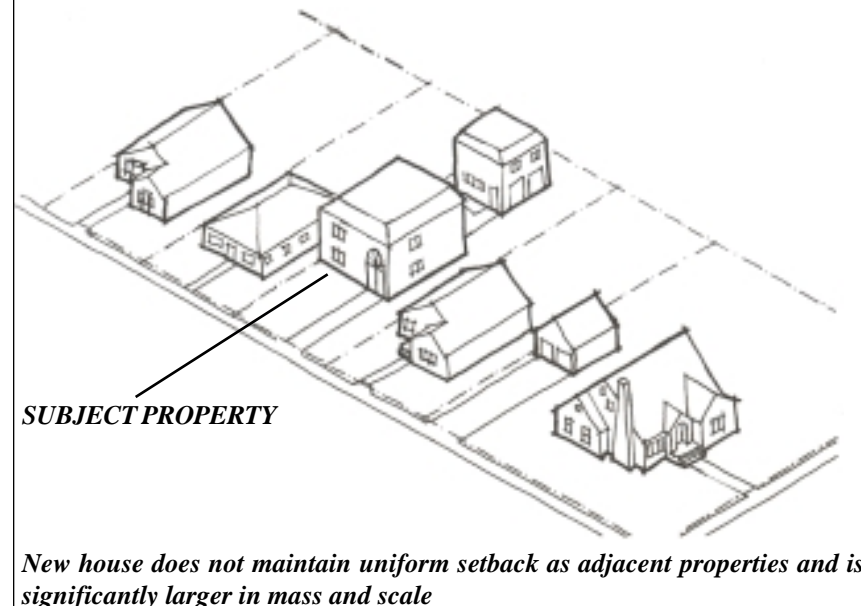 SUBJECT PROPERTY
New house does not maintain uniform setback as adjacent properties and is
significantly larger in mass and scale